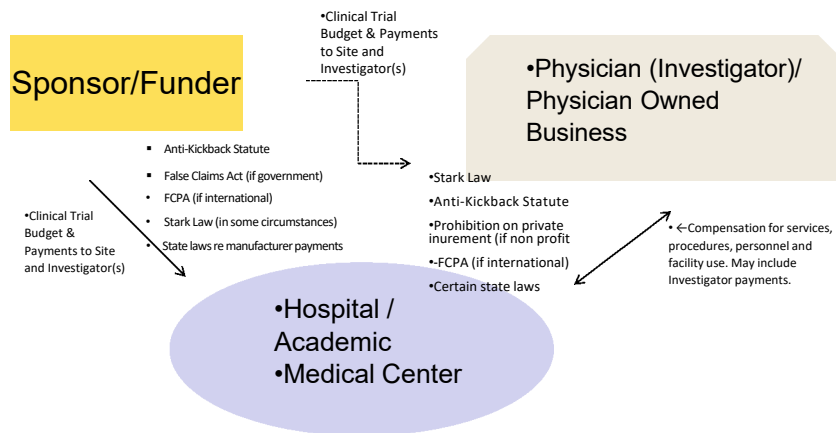 •Clinical Trial
Budget & Payments
to Site and
Investigator(s)
Sponsor/Funder
•Physician (Investigator)/
Physician Owned
Business
▪ Anti-Kickback Statute
▪ False Claims Act (if government)
• FCPA (if international)
• Stark Law (in some circumstances)
• State laws re manufacturer payments
•Clinical Trial
Budget &
Payments to Site
and Investigator(s)
•Stark Law
•Anti-Kickback Statute
•Prohibition on private
inurement (if non profit
•-FCPA (if international)
•Certain state laws
• ←Compensation for services,
procedures, personnel and
facility use. May include
Investigator payments.
•Hospital /
Academic
•Medical Center